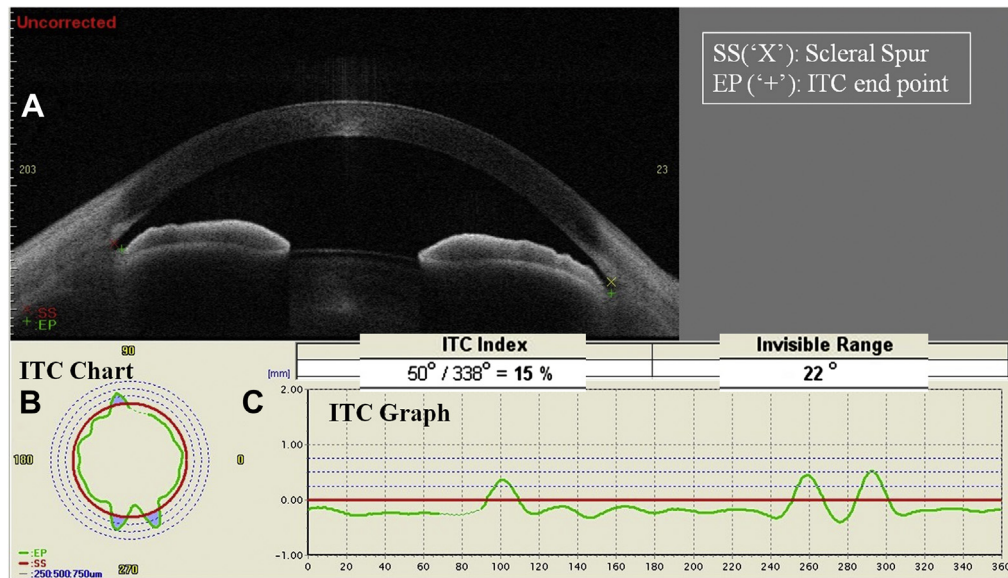 Uncorrected
SS('X'): Scleral Spur
EP ('+'): ITC end point
A
203
23
×:SS
+:EP
ITC Index
Invisible Range
50° / 338° = 15 %
22 °
ITC Chart
90
[mm]
B
180
0
270
C
ITC Graph
2.00
1.00
0.00
-1.00
0 20 40 60 80 100 120 140 160 180 200 220 240 260 280 300 320 340 360
:EP
:SS
:250:500:750um